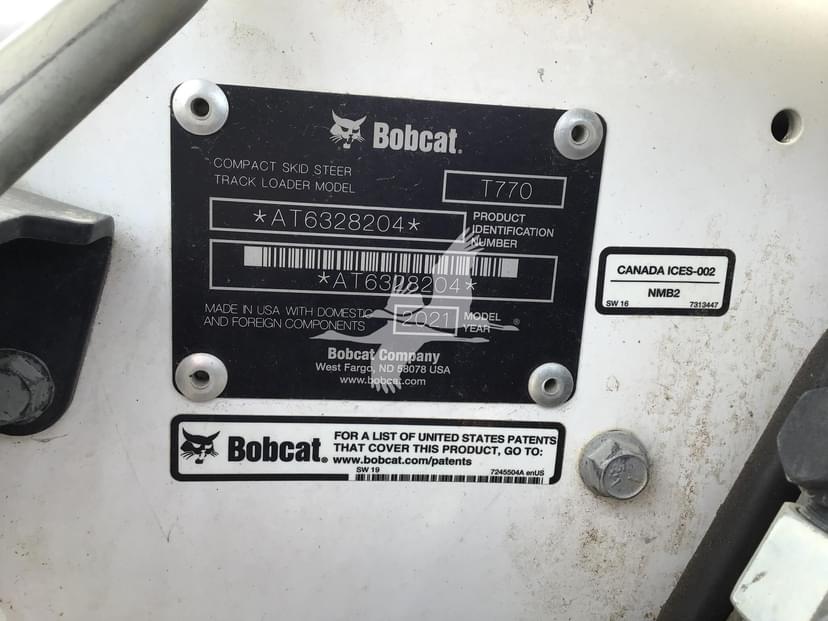 Bobcat.
COMPACT SKID STEER
TRACK LOADER MODEL
T770
*AT6328204*
PRODUCT
IDENTIFICATION
NUMBER
*AT6328204*
MADE IN USA WITH DOMESTIC
AND FOREIGN COMPONENTS
2021
MODEL
YEAR
Bobcat Company
West Fargo, ND 58078 USA
www.bobcat.com
CANADA ICES-002
NMB2
SW 16
7313447
Bobcat®
FOR A LIST OF UNITED STATES PATENTS
THAT COVER THIS PRODUCT, GO TO:
www.bobcat.com/patents
SW 19
7245504A enUS